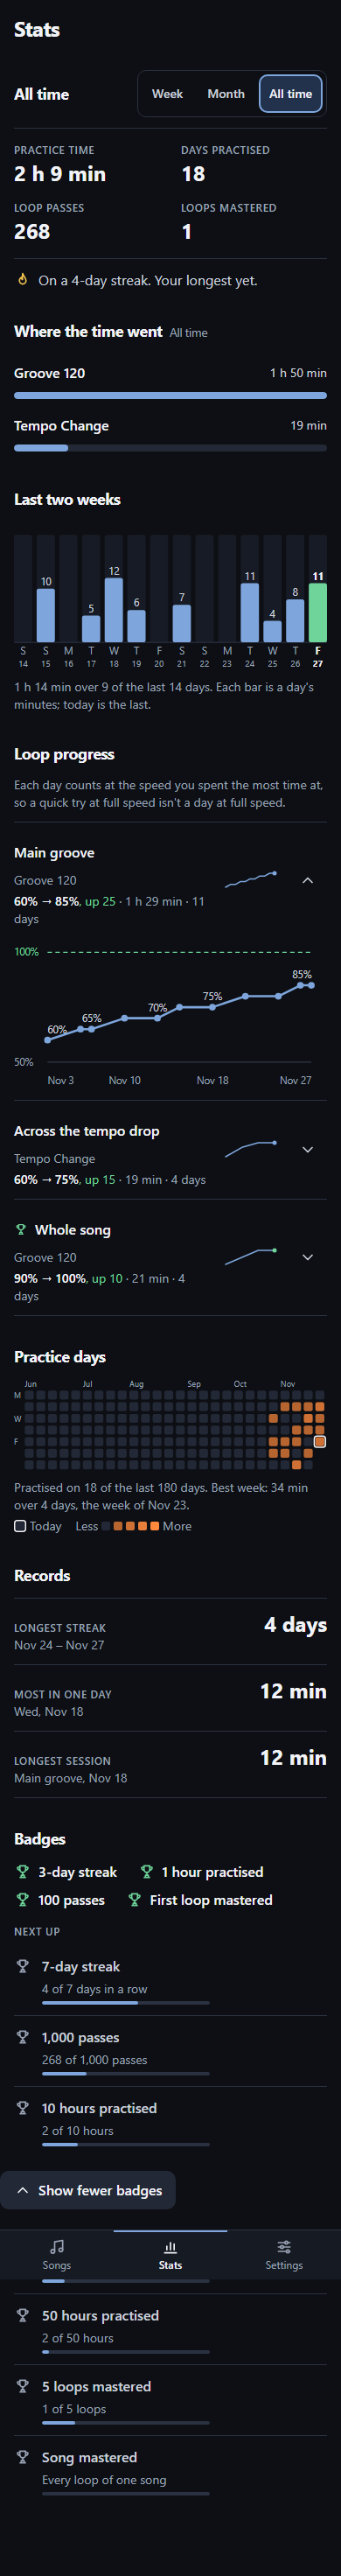 Stats
All time
Week Month All time
PRACTICE TIME DAYS PRACTISED
2 h 9 min 18
LOOP PASSES LOOPS MASTERED
268 1
On a 4-day streak. Your longest yet.
Where the time went All time
Groove 120 1 h 50 min
Tempo Change 19 min
Last two weeks
10 5 12 6 7 11 4 8 11
S S M T W T F S S M T W T F
14 15 16 17 18 19 20 21 22 23 24 25 26 27
1 h 14 min over 9 of the last 14 days. Each bar is a day's
minutes; today is the last.
Loop progress
Each day counts at the speed you spent the most time at,
so a quick try at full speed isn't a day at full speed.
Main groove
Groove 120
60% → 85%, up 25 · 1 h 29 min · 11
days
100%
85%
75%
70%
65%
60%
50%
Nov 3 Nov 10 Nov 18 Nov 27
Across the tempo drop
Tempo Change
60% → 75%, up 15 · 19 min · 4 days
Whole song
Groove 120
90% → 100%, up 10 · 21 min · 4
days
Practice days
Jun Jul Aug Sep Oct Nov
M
W
F
Practised on 18 of the last 180 days. Best week: 34 min
over 4 days, the week of Nov 23.
Today Less More
Records
LONGEST STREAK 4 days
Nov 24 – Nov 27
MOST IN ONE DAY 12 min
Wed, Nov 18
LONGEST SESSION 12 min
Main groove, Nov 18
Badges
3-day streak 1 hour practised
100 passes First loop mastered
NEXT UP
7-day streak
4 of 7 days in a row
1,000 passes
268 of 1,000 passes
10 hours practised
2 of 10 hours
Show fewer badges
Songs Stats Settings
50 hours practised
2 of 50 hours
5 loops mastered
1 of 5 loops
Song mastered
Every loop of one song